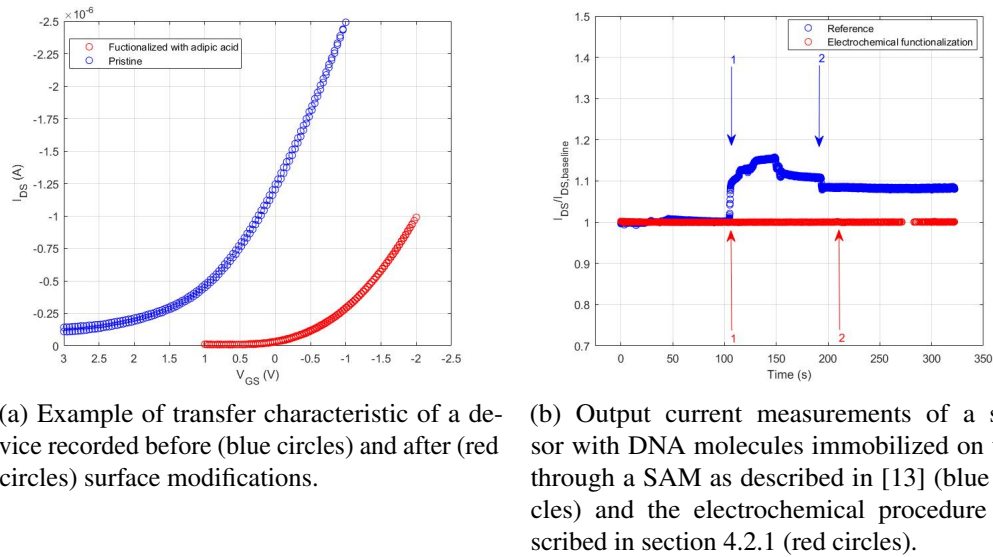 ×10⁻⁶
-2.5
-2.25
-2
-1.75
-1.5
-1.25
-1
-0.75
-0.5
-0.25
0
I_DS (A)
Fuctionalized with adipic acid
Pristine
3 2.5 2 1.5 1 0.5 0 -0.5 -1 -1.5 -2 -2.5
V_GS (V)
1.5
1.4
1.3
1.2
1.1
1
0.9
0.8
0.7
I_DS/I_DS,baseline
Reference
Electrochemical functionalization
1 2
1 2
0 50 100 150 200 250 300 350
Time (s)
(a) Example of transfer characteristic of a de-
vice recorded before (blue circles) and after (red
circles) surface modifications.
(b) Output current measurements of a s
sor with DNA molecules immobilized on
through a SAM as described in [13] (blue
cles) and the electrochemical procedure
scribed in section 4.2.1 (red circles).